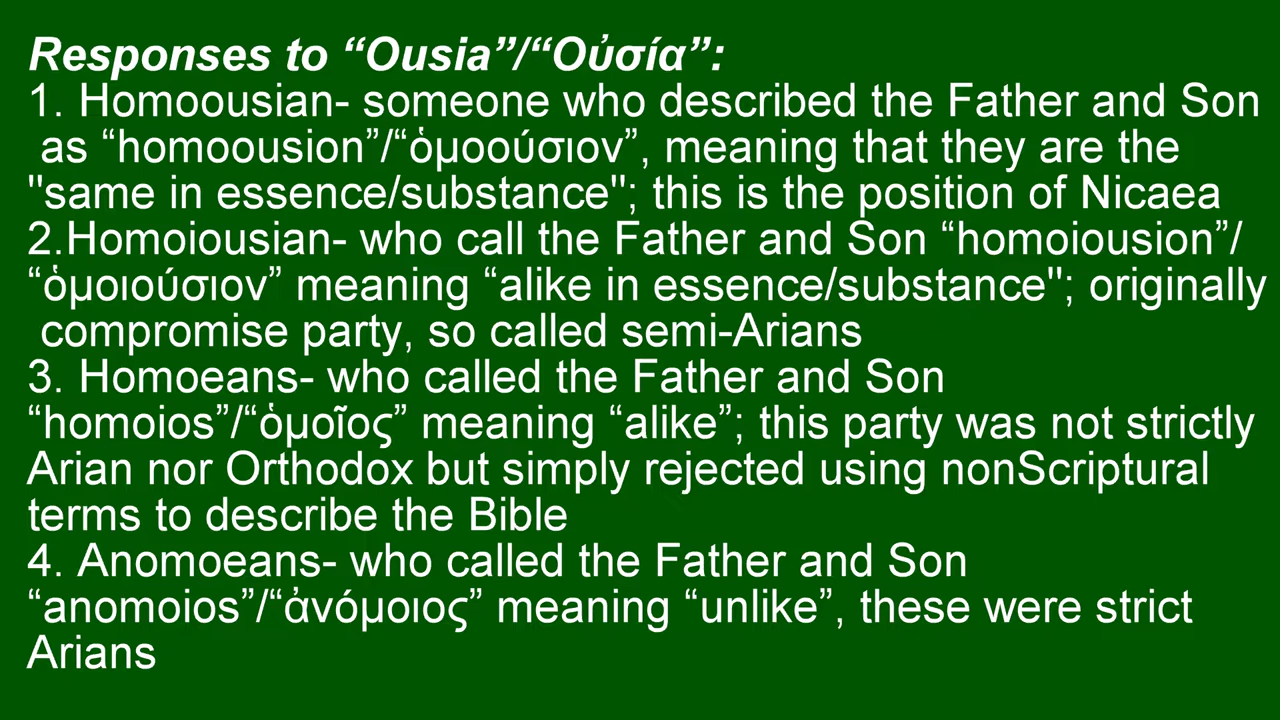 Responses to “Ousia”/“Οὐσία”:
1. Homoousian- someone who described the Father and Son
as “homoousion”/“ὁμοούσιον”, meaning that they are the
"same in essence/substance"; this is the position of Nicaea
2.Homoiousian- who call the Father and Son “homoiousion”/
“ὁμοιούσιον” meaning “alike in essence/substance"; originally
compromise party, so called semi-Arians
3. Homoeans- who called the Father and Son
“homoios”/“ὁμοῖος” meaning “alike”; this party was not strictly
Arian nor Orthodox but simply rejected using nonScriptural
terms to describe the Bible
4. Anomoeans- who called the Father and Son
“anomoios”/“ἀνόμοιος” meaning “unlike”, these were strict
Arians